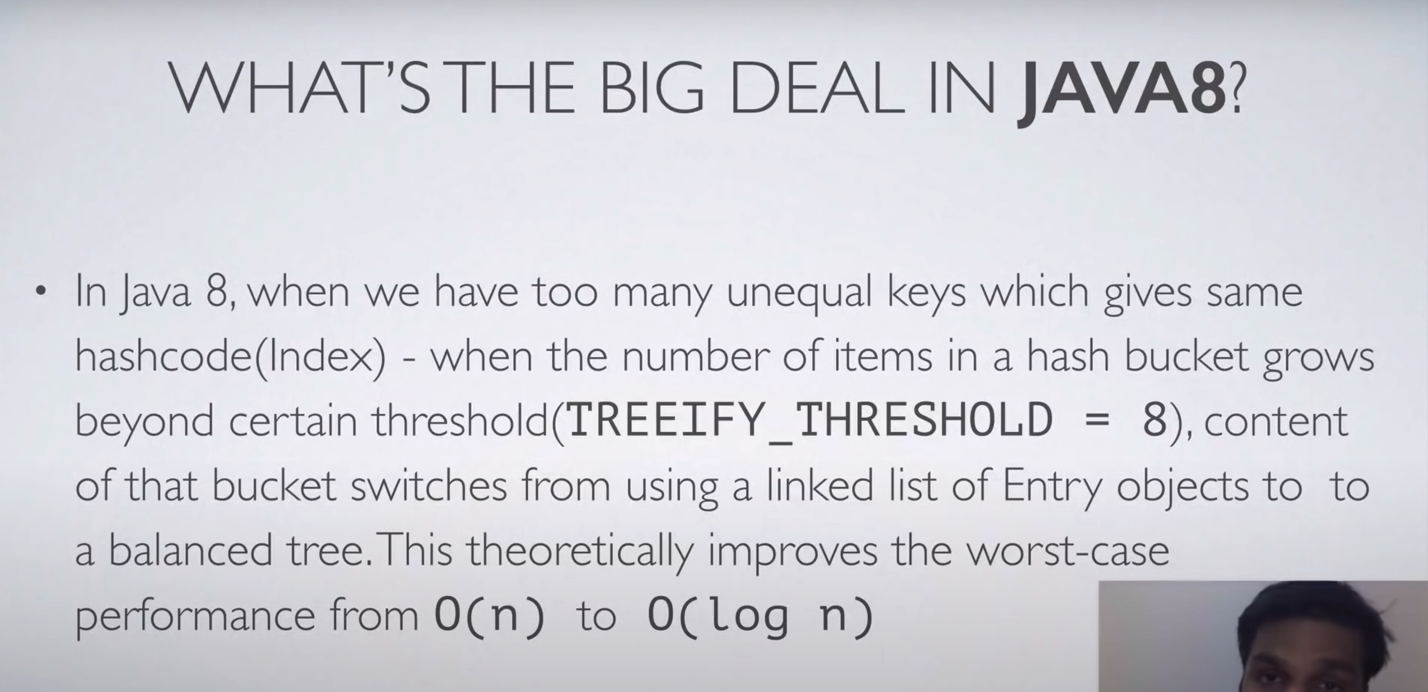 WHAT'S THE BIG DEAL IN JAVA8?
• In Java 8, when we have too many unequal keys which gives same
hashcode(Index) - when the number of items in a hash bucket grows
beyond certain threshold(TREEIFY_THRESHOLD = 8), content
of that bucket switches from using a linked list of Entry objects to to
a balanced tree. This theoretically improves the worst-case
performance from O(n) to O(log n)